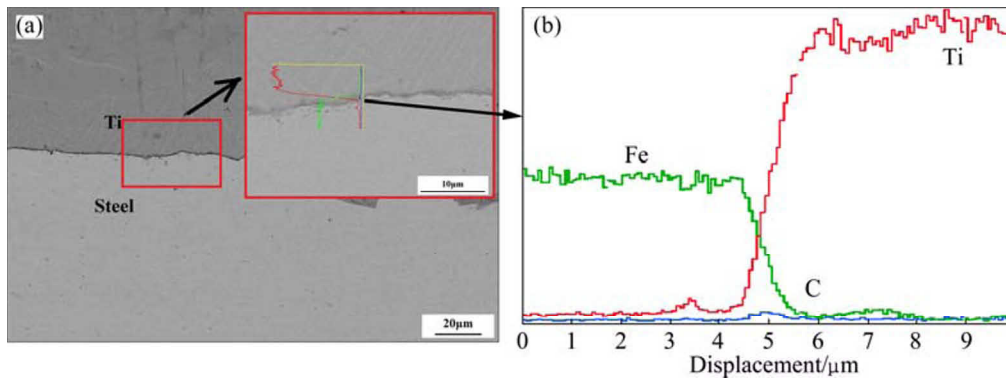 (a)
Ti
Steel
10μm
20μm
(b)
Ti
Fe
C
0 1 2 3 4 5 6 7 8 9
Displacement/μm